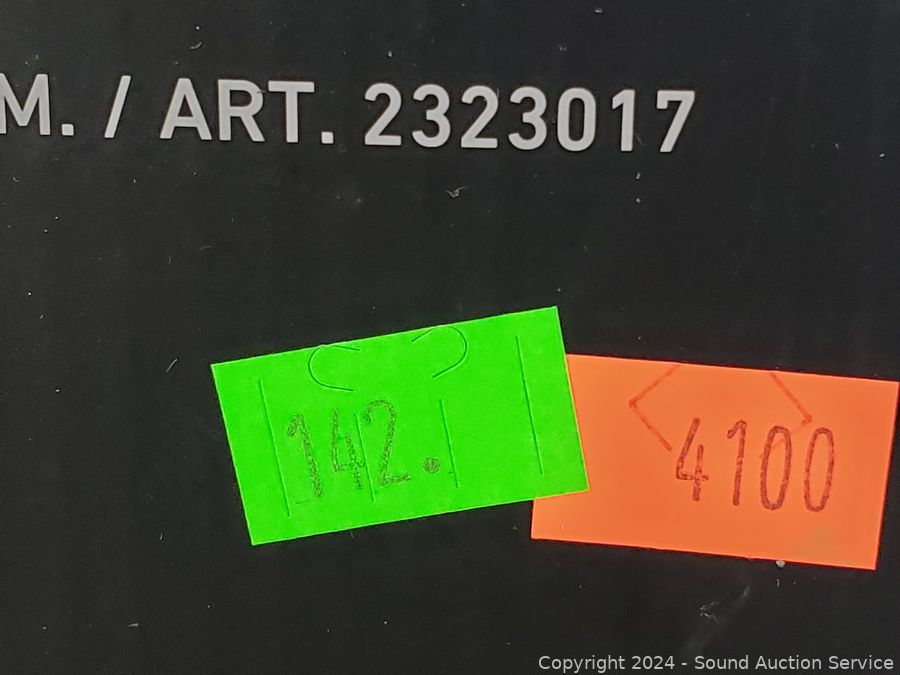 M. / ART. 2323017
142.
4100
Copyright 2024 - Sound Auction Service